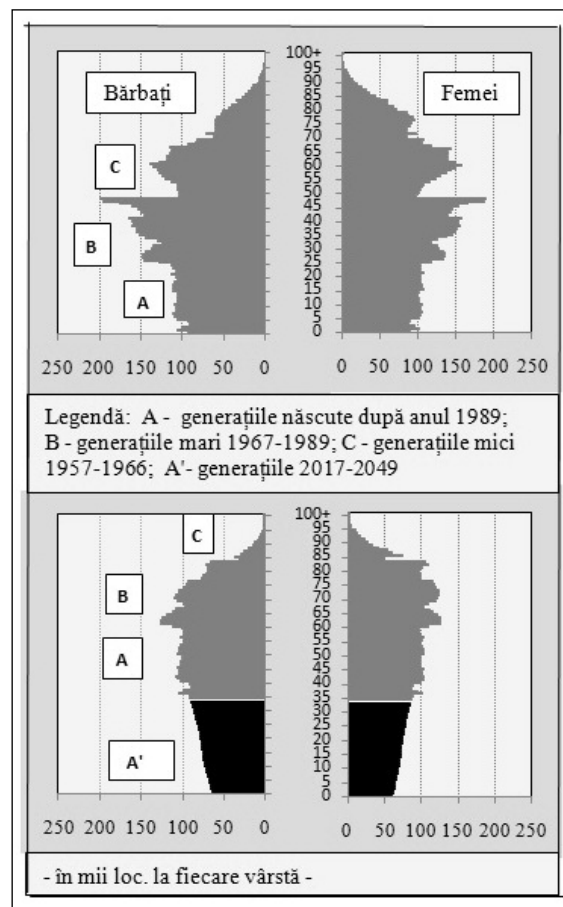 Bărbați
Femei
C
B
A
100+
95
90
85
80
75
70
65
60
55
50
45
40
35
30
25
20
15
10
5
0
250 200 150 100 50 0
0 50 100 150 200 250
Legendă: A - generațiile născute după anul 1989;
B - generațiile mari 1967-1989; C - generațiile mici
1957-1966; A'- generațiile 2017-2049
C
B
A
A'
100+
95
90
85
80
75
70
65
60
55
50
45
40
35
30
25
20
15
10
5
0
250 200 150 100 50 0
0 50 100 150 200 250
- în mii loc. la fiecare vârstă -